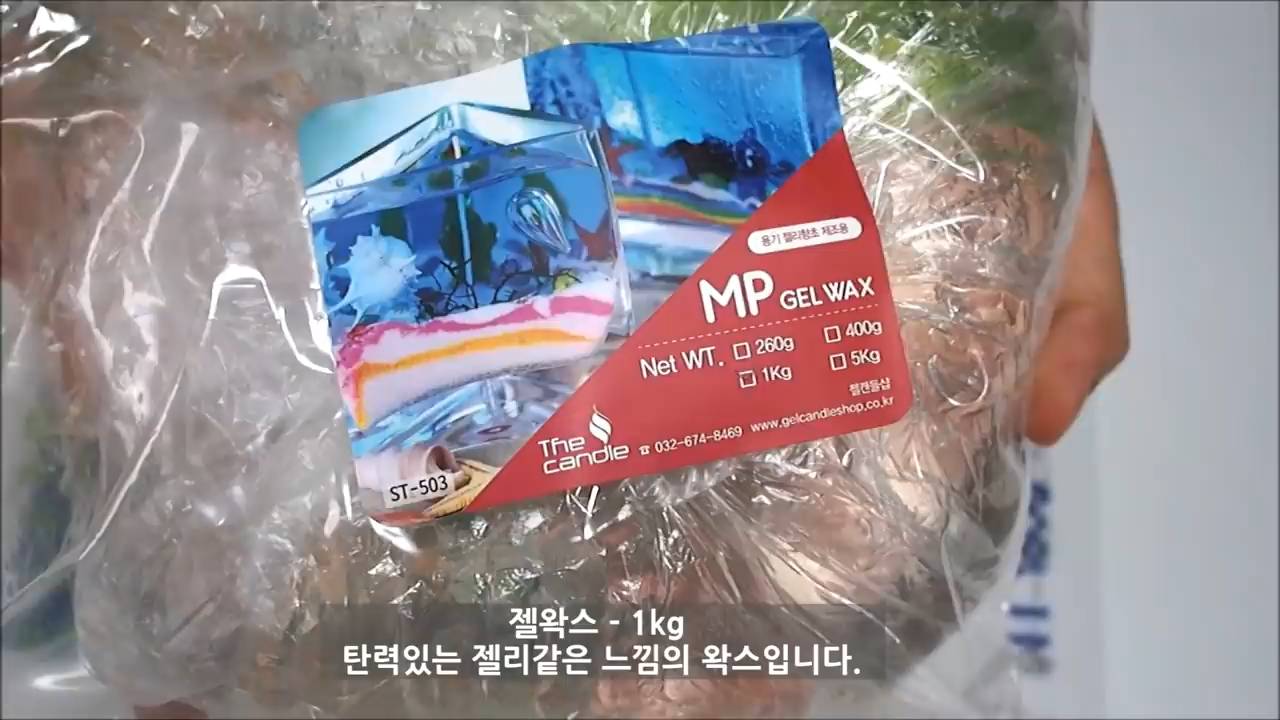 용기 젤리향초 제조용
MP GEL WAX
Net WT. □ 260g □ 400g
□ 1Kg □ 5Kg
젤캔들샵
The candle ☎ 032-674-8469 www.gelcandleshop.co.kr
ST-503
젤왁스 - 1kg
탄력있는 젤리같은 느낌의 왁스입니다.